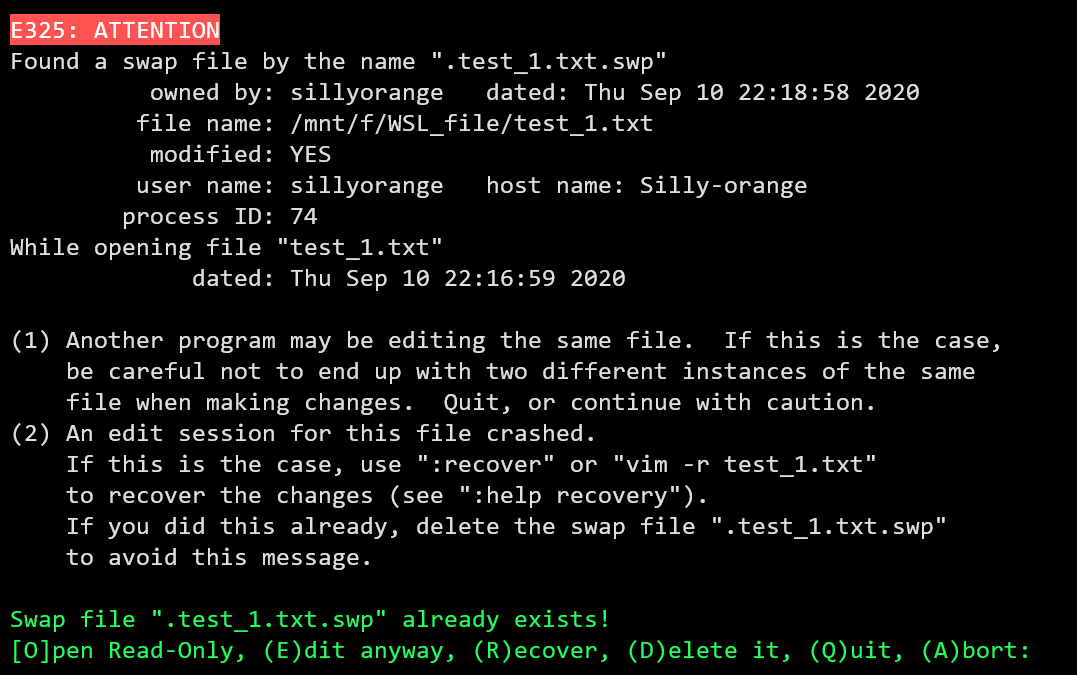 E325: ATTENTION
Found a swap file by the name ".test_1.txt.swp"
          owned by: sillyorange   dated: Thu Sep 10 22:18:58 2020
         file name: /mnt/f/WSL_file/test_1.txt
          modified: YES
         user name: sillyorange   host name: Silly-orange
        process ID: 74
While opening file "test_1.txt"
             dated: Thu Sep 10 22:16:59 2020

(1) Another program may be editing the same file.  If this is the case,
    be careful not to end up with two different instances of the same
    file when making changes.  Quit, or continue with caution.
(2) An edit session for this file crashed.
    If this is the case, use ":recover" or "vim -r test_1.txt"
    to recover the changes (see ":help recovery").
    If you did this already, delete the swap file ".test_1.txt.swp"
    to avoid this message.

Swap file ".test_1.txt.swp" already exists!
[O]pen Read-Only, (E)dit anyway, (R)ecover, (D)elete it, (Q)uit, (A)bort: